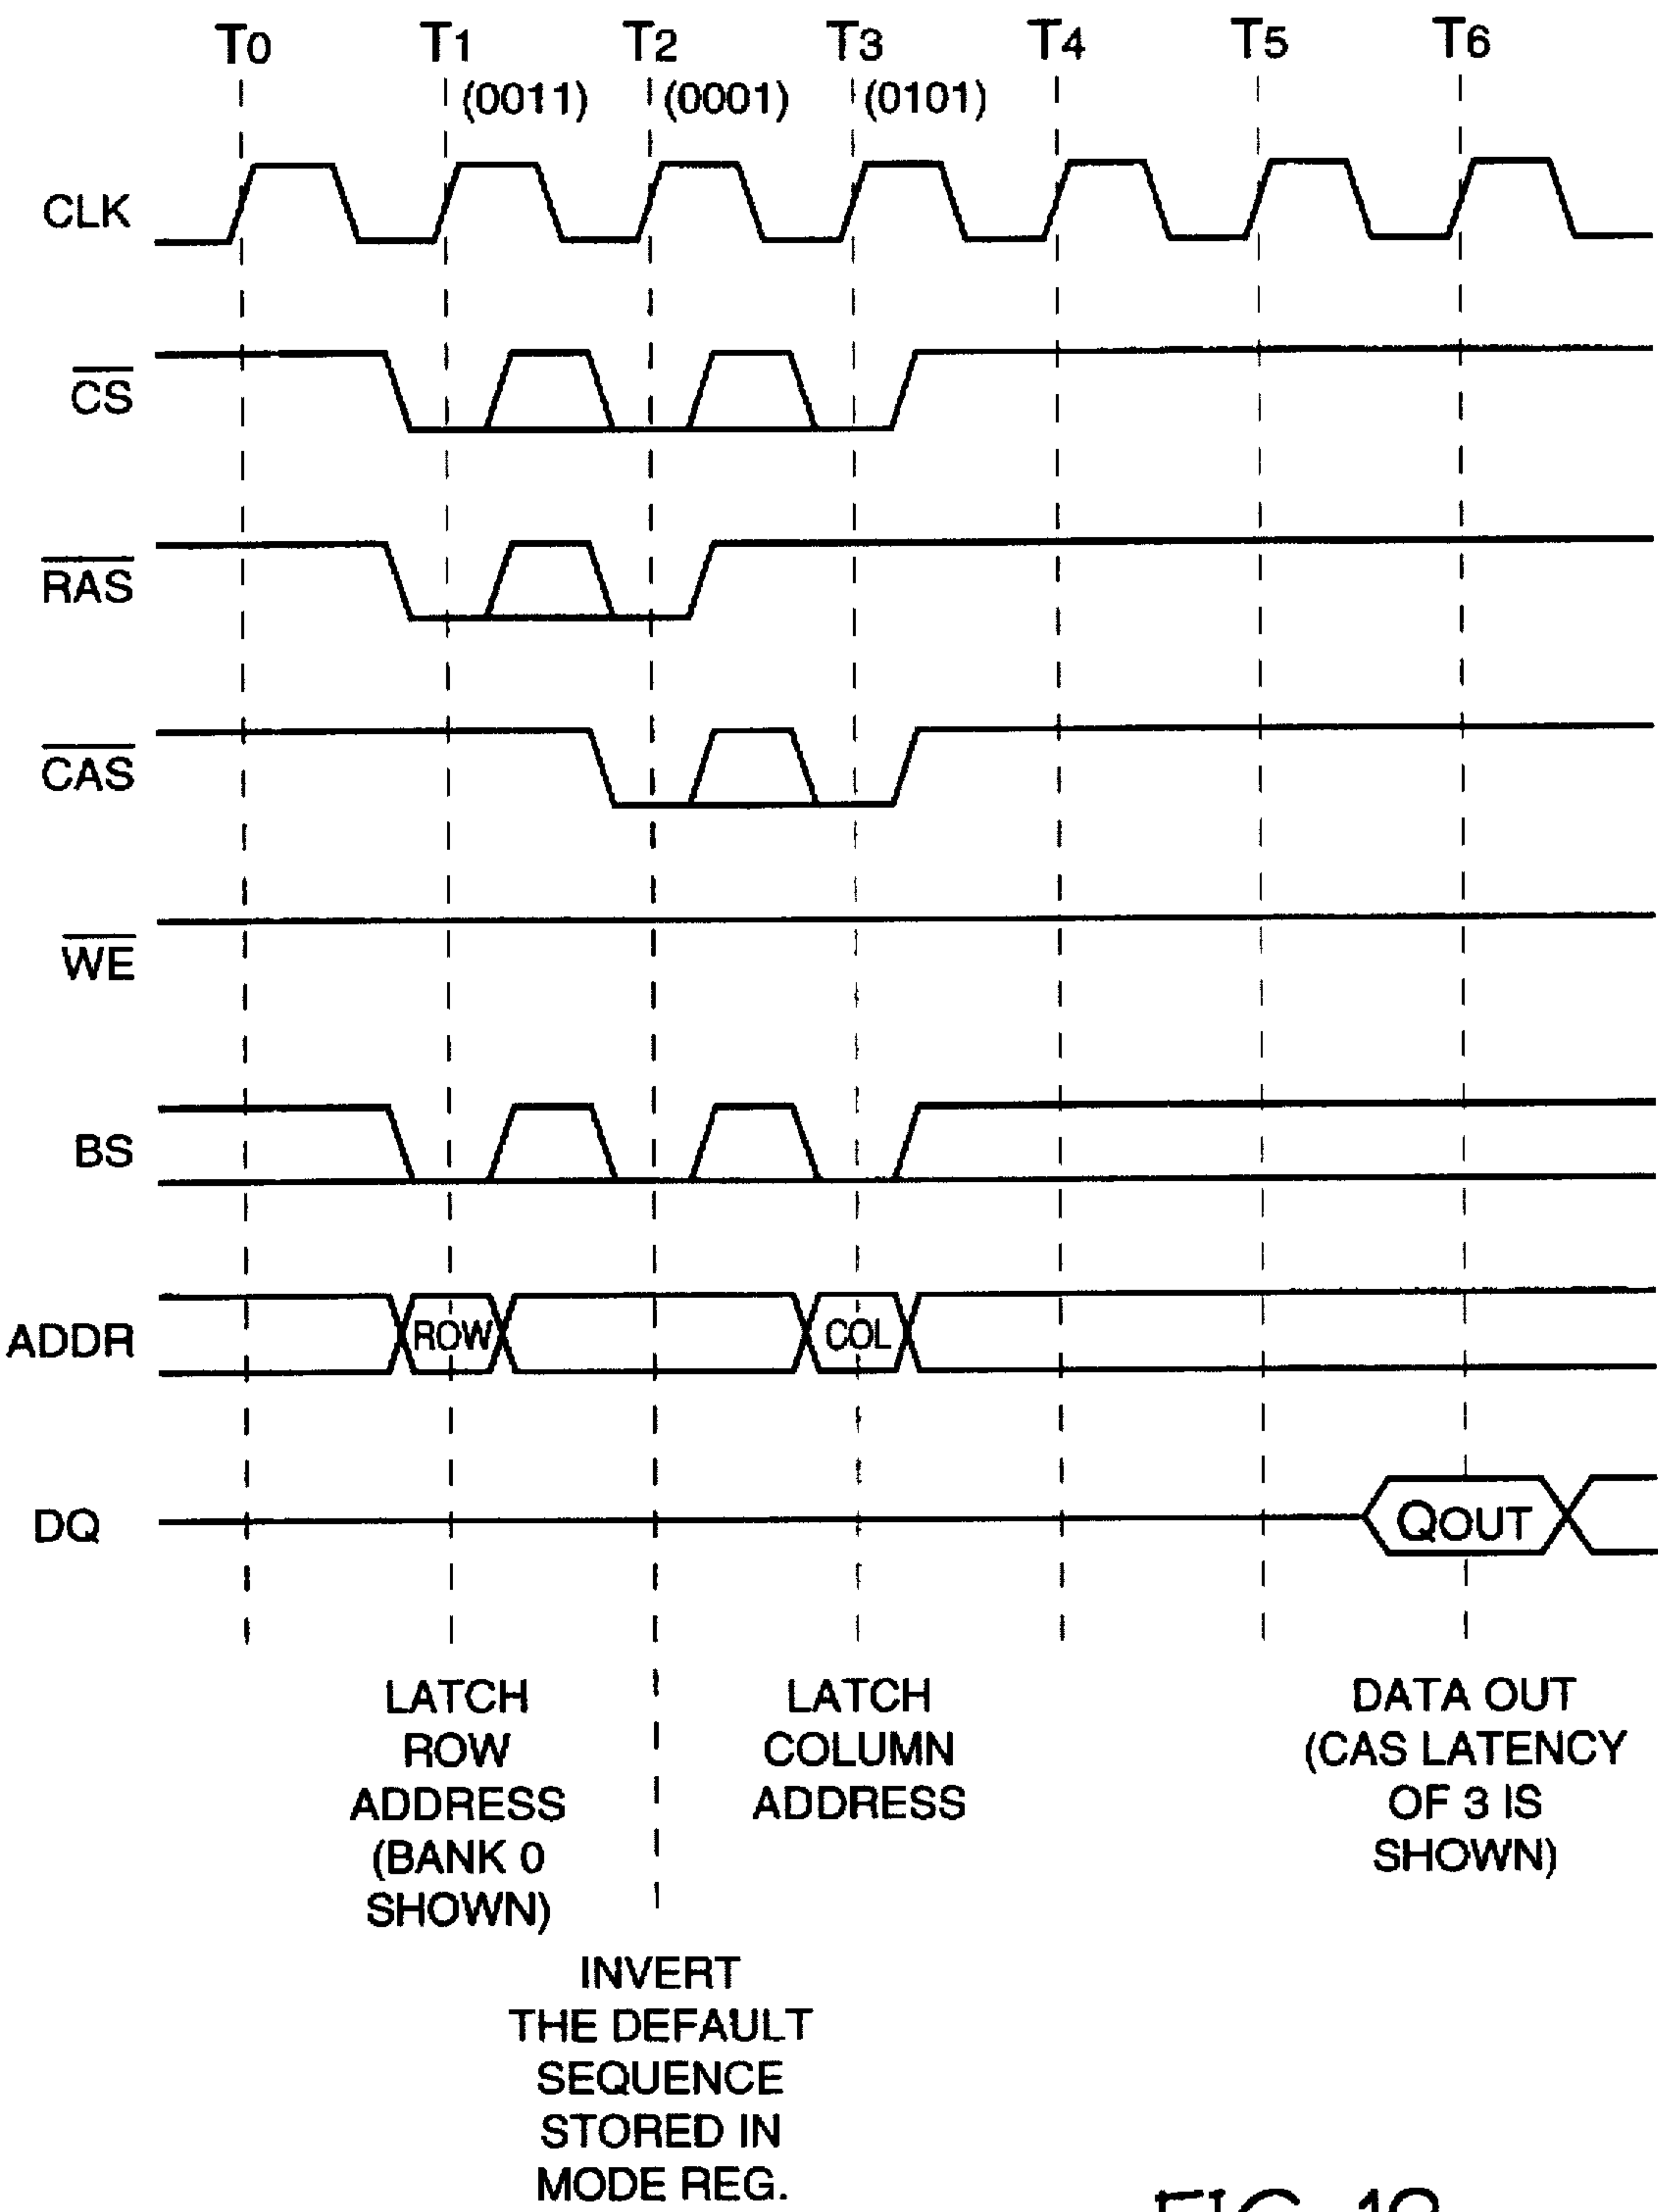 T0 T1 T2 T3 T4 T5 T6
(0011) (0001) (0101)
CLK
CS
RAS
CAS
WE
BS
ADDR ROW COL
DQ QOUT
LATCH
ROW
ADDRESS
(BANK 0
SHOWN)
INVERT
THE DEFAULT
SEQUENCE
STORED IN
MODE REG.
LATCH
COLUMN
ADDRESS
DATA OUT
(CAS LATENCY
OF 3 IS
SHOWN)